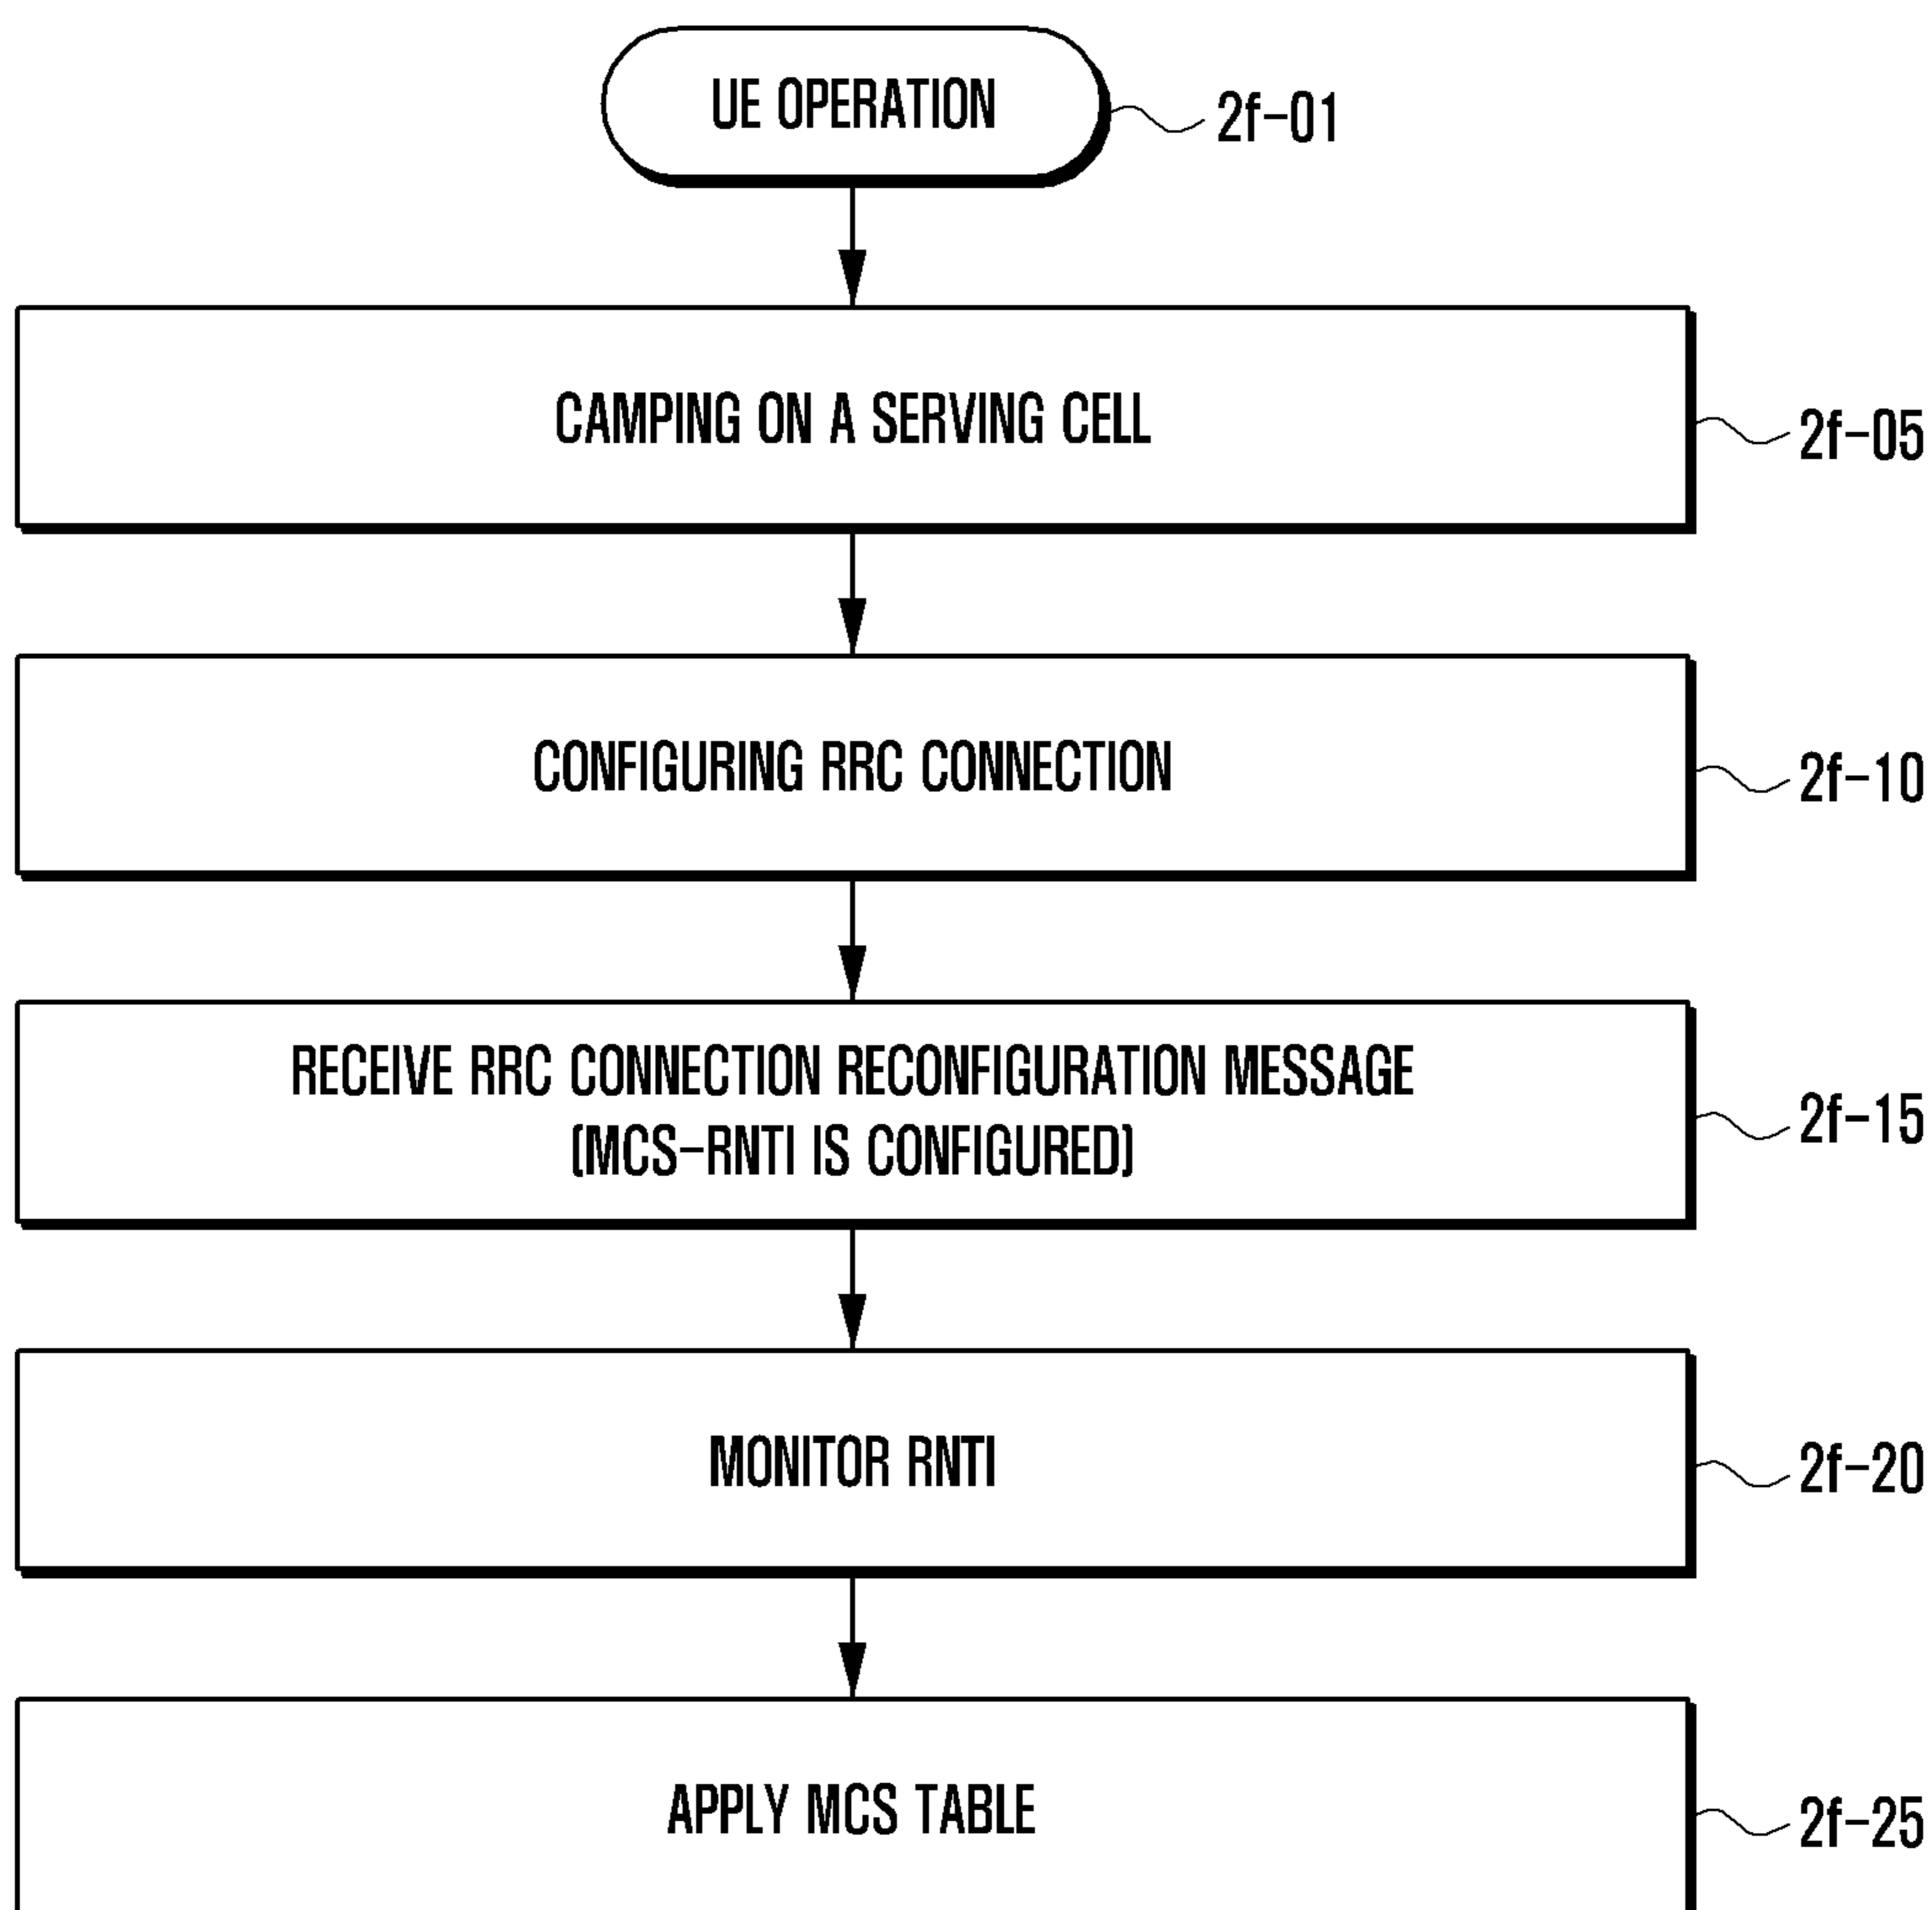 UE OPERATION
2f-01
CAMPING ON A SERVING CELL
2f-05
CONFIGURING RRC CONNECTION
2f-10
RECEIVE RRC CONNECTION RECONFIGURATION MESSAGE
(MCS-RNTI IS CONFIGURED)
2f-15
MONITOR RNTI
2f-20
APPLY MCS TABLE
2f-25